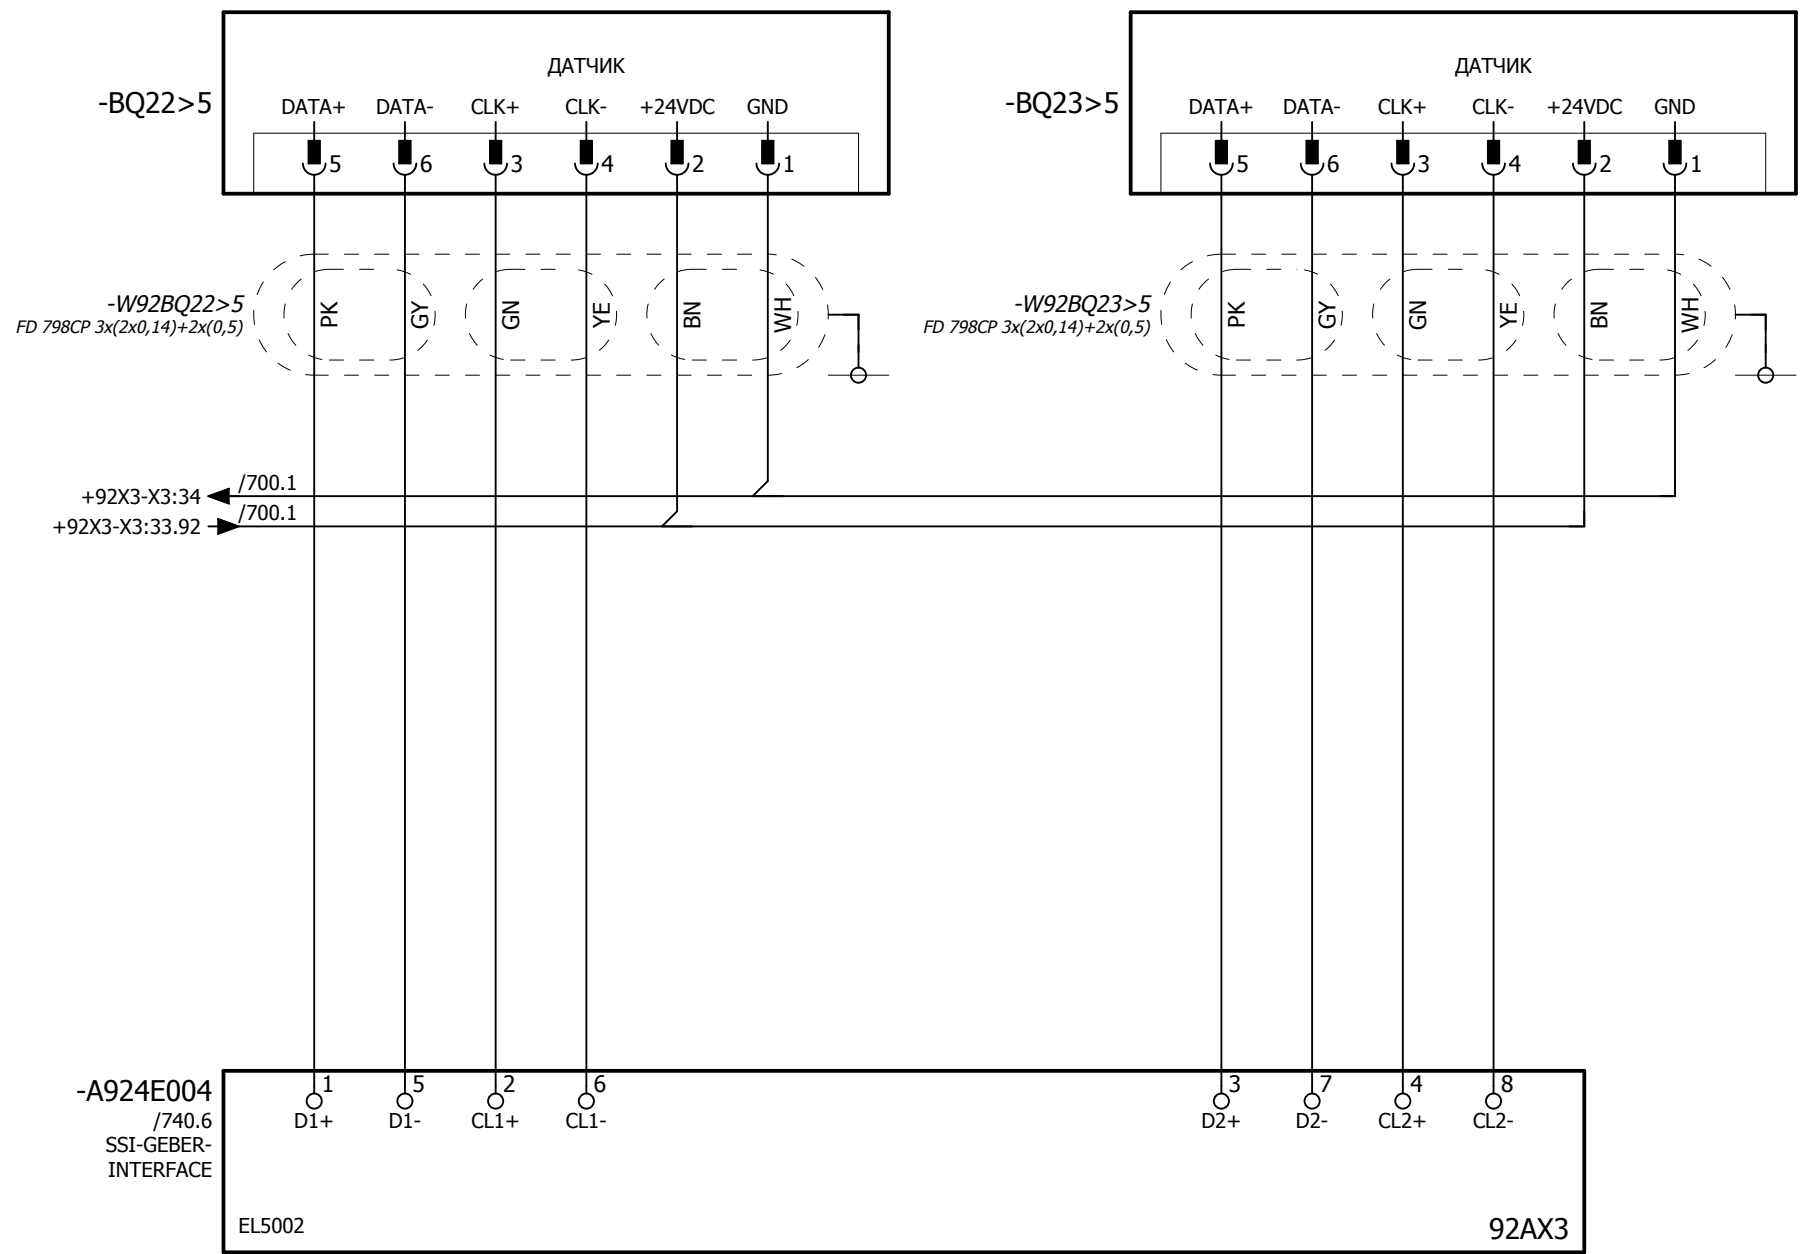 ДАТЧИК
-BQ22>5
DATA+ DATA- CLK+ CLK- +24VDC GND
5 6 3 4 2 1
-W92BQ22>5
FD 798CP 3x(2x0,14)+2x(0,5)
PK GY GN YE BN WH
ДАТЧИК
-BQ23>5
DATA+ DATA- CLK+ CLK- +24VDC GND
5 6 3 4 2 1
-W92BQ23>5
FD 798CP 3x(2x0,14)+2x(0,5)
PK GY GN YE BN WH
+92X3-X3:34 /700.1
+92X3-X3:33.92 /700.1
-A924E004
/740.6
SSI-GEBER-
INTERFACE
1 5 2 6 3 7 4 8
D1+ D1- CL1+ CL1- D2+ D2- CL2+ CL2-
EL5002 92AX3